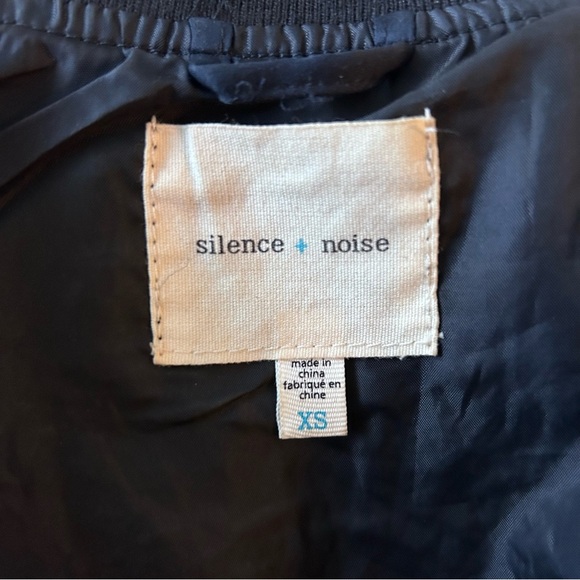 silence + noise
made in
china
fabriqué en
chine
XS